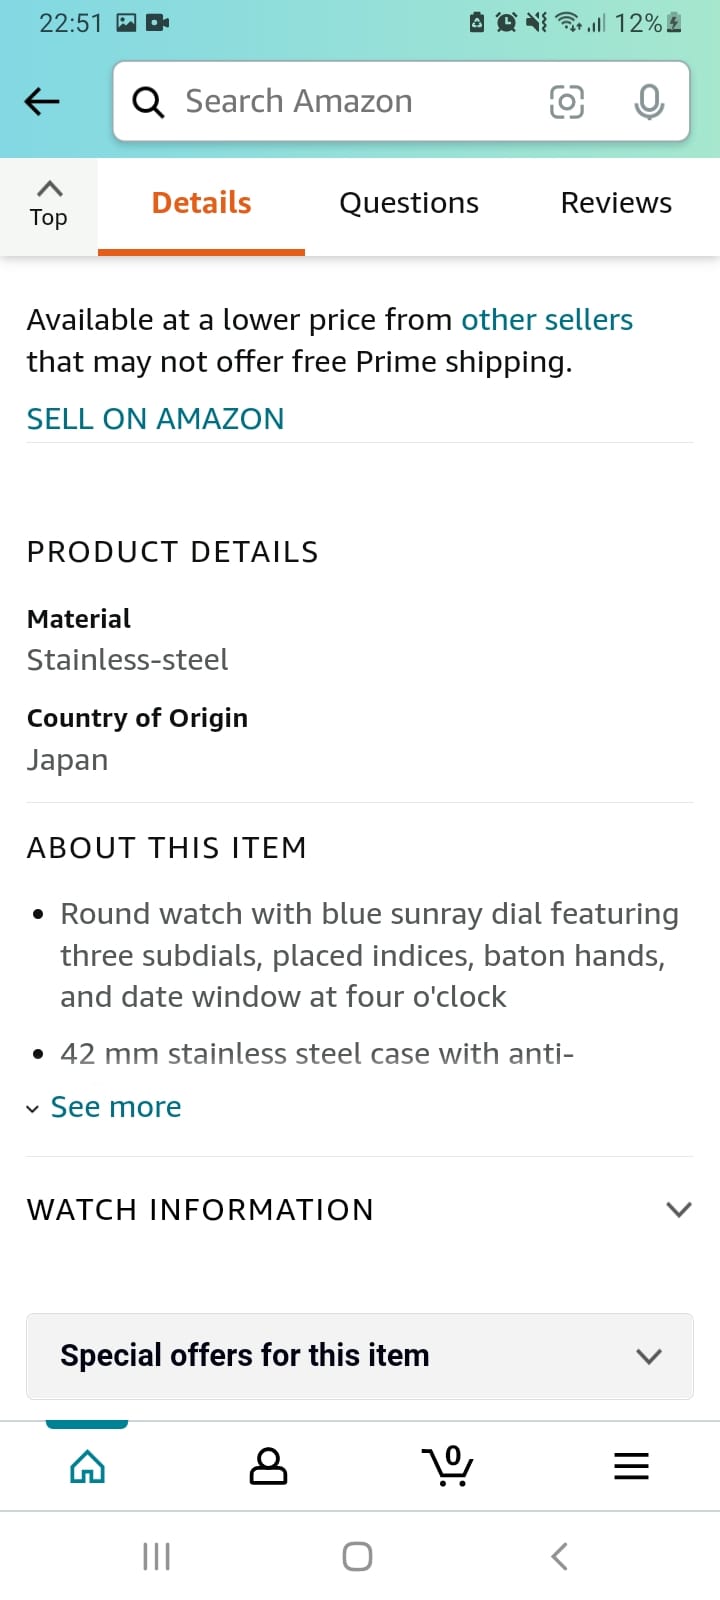 22:51 12%
Search Amazon
Top Details Questions Reviews
Available at a lower price from other sellers
that may not offer free Prime shipping.
SELL ON AMAZON
PRODUCT DETAILS
Material
Stainless-steel
Country of Origin
Japan
ABOUT THIS ITEM
• Round watch with blue sunray dial featuring
three subdials, placed indices, baton hands,
and date window at four o'clock
• 42 mm stainless steel case with anti-
See more
WATCH INFORMATION
Special offers for this item
0